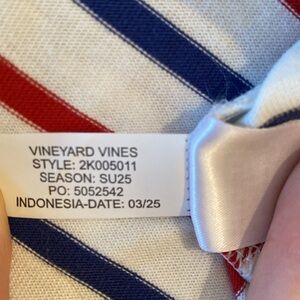 VINEYARD VINES
STYLE: 2K005011
SEASON: SU25
PO: 5052542
INDONESIA-DATE: 03/25